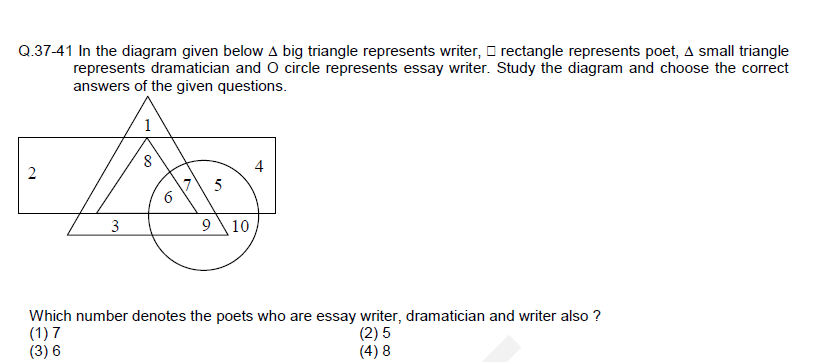 Q.37-41 In the diagram given below Δ big triangle represents writer, □ rectangle represents poet, Δ small triangle
represents dramatician and O circle represents essay writer. Study the diagram and choose the correct
answers of the given questions.
1
2 8 4
7 5
6
3 9 10
Which number denotes the poets who are essay writer, dramatician and writer also ?
(1) 7 (2) 5
(3) 6 (4) 8